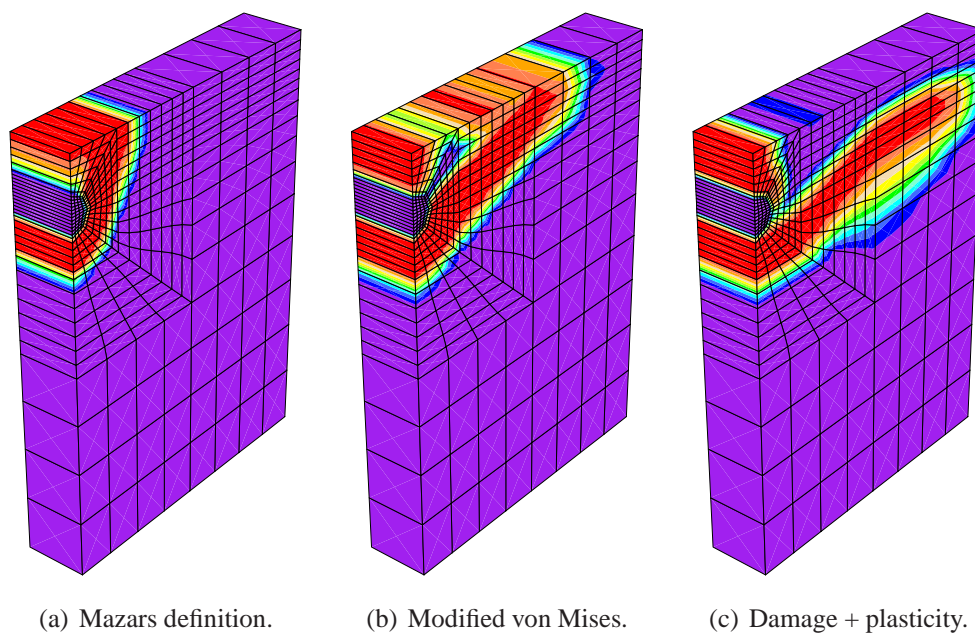 (a) Mazars definition.
(b) Modified von Mises.
(c) Damage + plasticity.